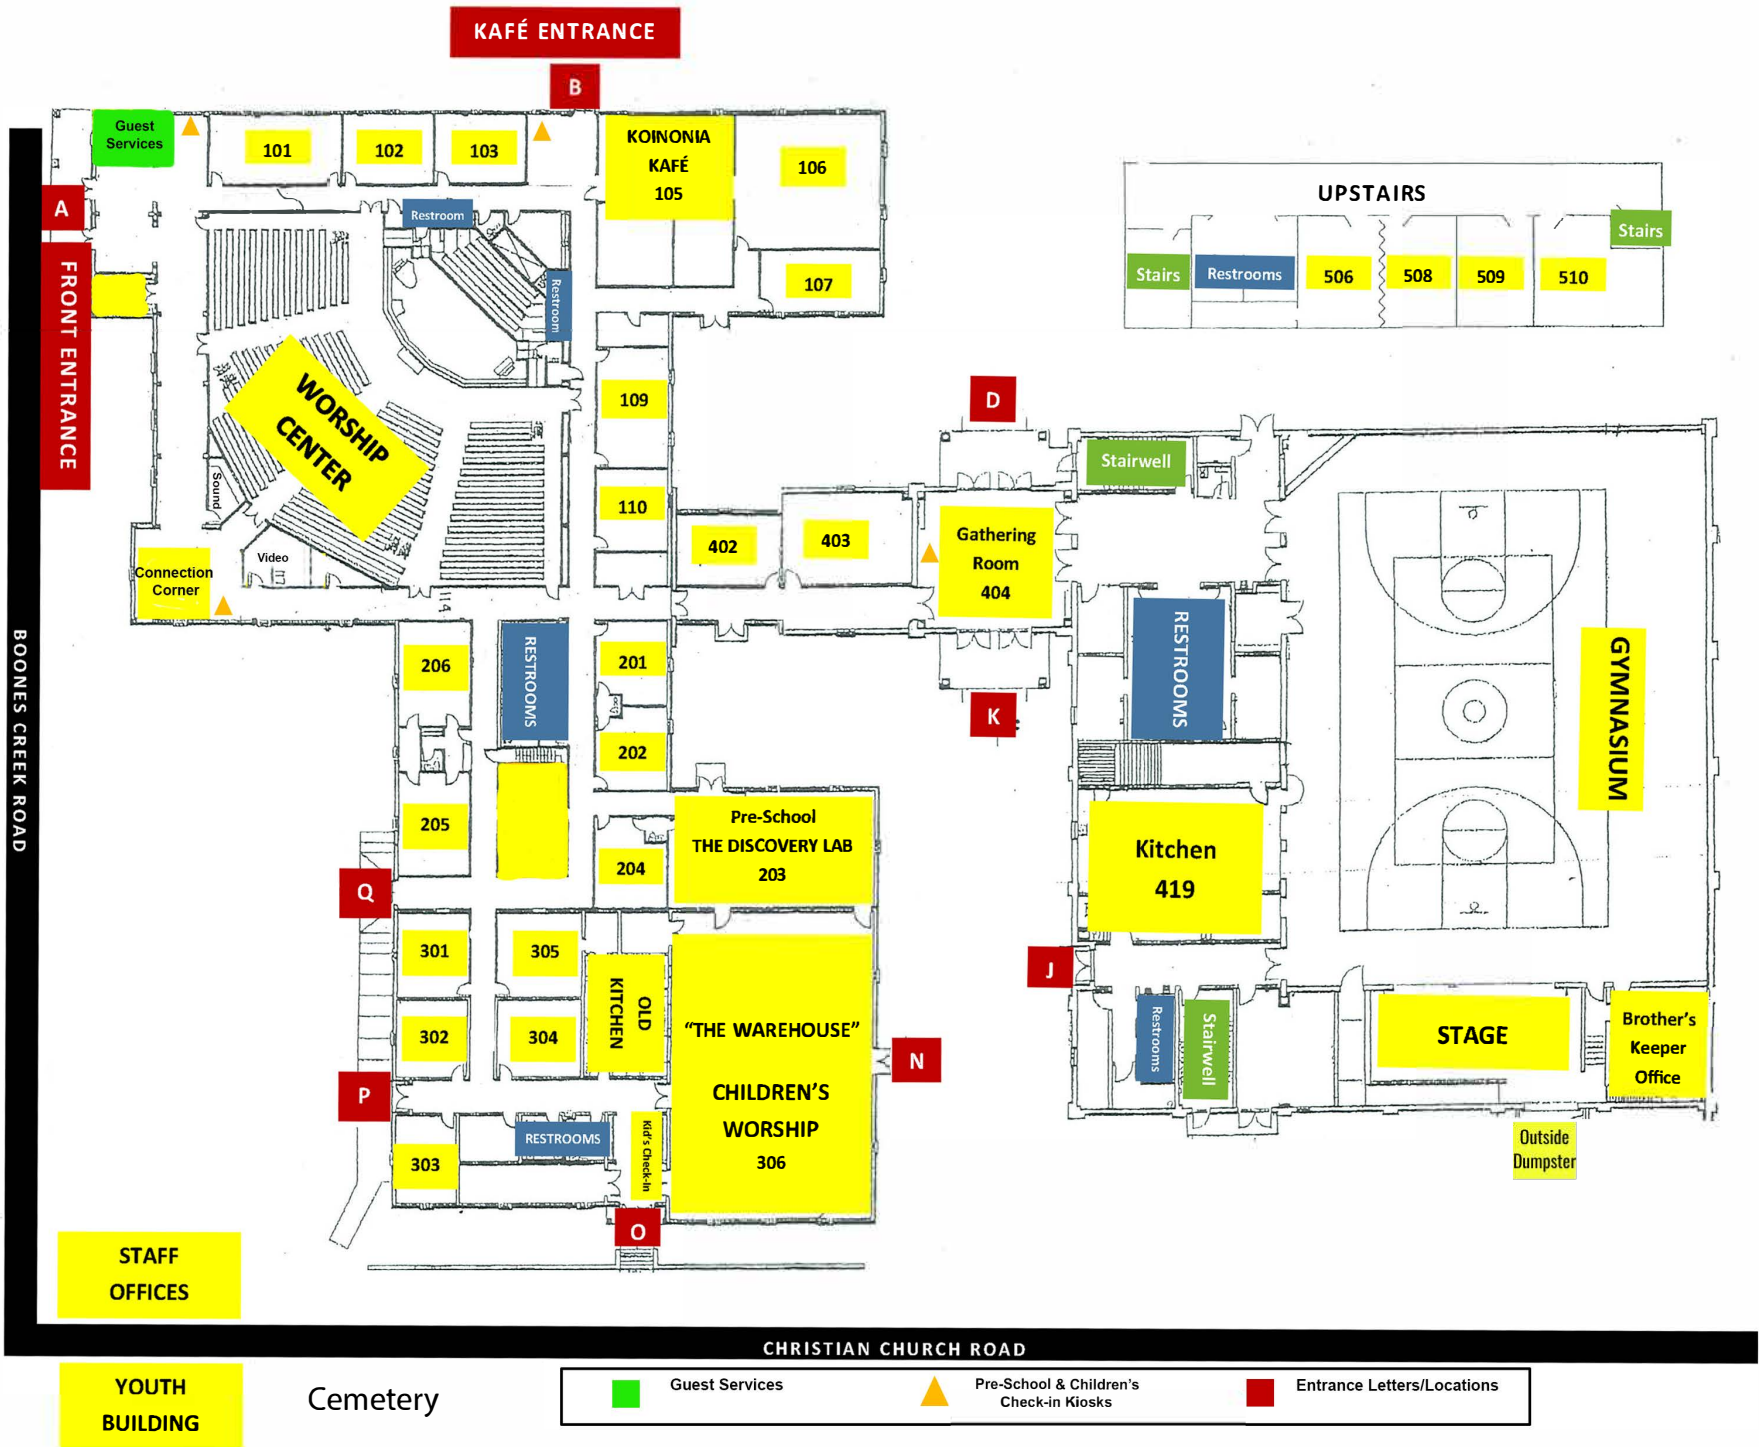 KAFÉ ENTRANCE
B
Guest
Services
101
102
103
KOINONIA
KAFÉ
105
106
107
A
FRONT ENTRANCE
Restroom
Restroom
WORSHIP
CENTER
Sound
Video
Connection
Corner
109
110
402
403
Gathering
Room
404
D
K
UPSTAIRS
Stairs
Restrooms
506
508
509
510
Stairs
Stairwell
RESTROOMS
GYMNASIUM
Kitchen
419
J
Restrooms
Stairwell
STAGE
Brother's
Keeper
Office
Outside
Dumpster
BOONES CREEK ROAD
206
RESTROOMS
201
202
205
204
Pre-School
THE DISCOVERY LAB
203
Q
301
305
302
304
OLD
KITCHEN
“THE WAREHOUSE”
CHILDREN'S
WORSHIP
306
N
P
303
RESTROOMS
Kid's Check-In
O
STAFF
OFFICES
CHRISTIAN CHURCH ROAD
YOUTH
BUILDING
Cemetery
Guest Services
Pre-School & Children's
Check-in Kiosks
Entrance Letters/Locations